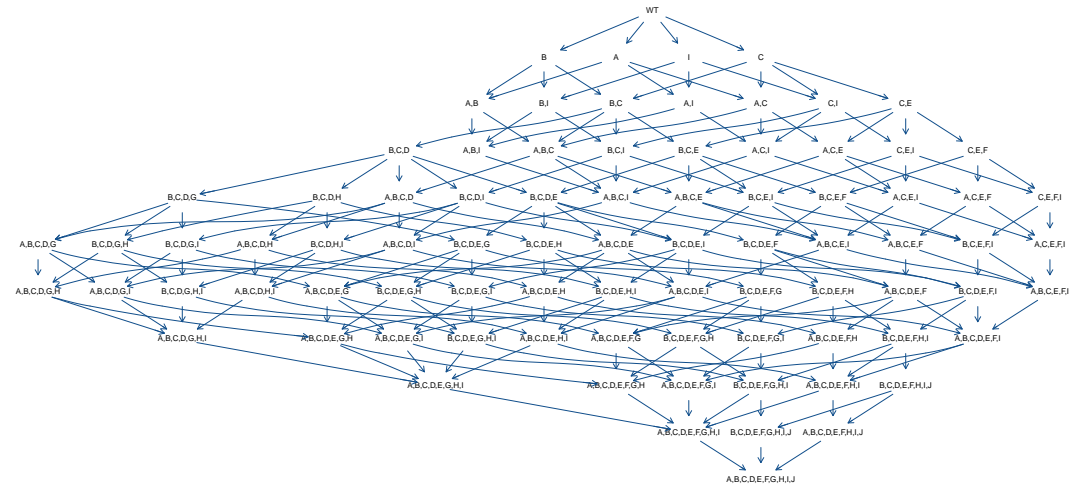 WT
B A I C
A,B B,I B,C A,I A,C C,I C,E
B,C,D A,B,I A,B,C B,C,I B,C,E A,C,I A,C,E C,E,I C,E,F
B,C,D,G B,C,D,H A,B,C,D B,C,D,I B,C,D,E A,B,C,I A,B,C,E B,C,E,I B,C,E,F A,C,E,I A,C,E,F C,E,F,I
A,B,C,D,G B,C,D,G,H B,C,D,G,I A,B,C,D,H B,C,D,H,I A,B,C,D,I B,C,D,E,G B,C,D,E,H A,B,C,D,E B,C,D,E,I B,C,D,E,F A,B,C,E,I A,B,C,E,F B,C,E,F,I A,C,E,F,I
A,B,C,D,G,H A,B,C,D,G,I B,C,D,G,H,I A,B,C,D,H,I A,B,C,D,E,G B,C,D,E,G,H B,C,D,E,G,I A,B,C,D,E,H B,C,D,E,H,I A,B,C,D,E,I B,C,D,E,F,G B,C,D,E,F,H A,B,C,D,E,F B,C,D,E,F,I A,B,C,E,F,I
A,B,C,D,G,H,I A,B,C,D,E,G,H A,B,C,D,E,G,I B,C,D,E,G,H,I A,B,C,D,E,H,I A,B,C,D,E,F,G B,C,D,E,F,G,H B,C,D,E,F,G,I A,B,C,D,E,F,H B,C,D,E,F,H,I A,B,C,D,E,F,I
A,B,C,D,E,G,H,I A,B,C,D,E,F,G,H A,B,C,D,E,F,G,I B,C,D,E,F,G,H,I A,B,C,D,E,F,H,I B,C,D,E,F,H,I,J
A,B,C,D,E,F,G,H,I B,C,D,E,F,G,H,I,J A,B,C,D,E,F,H,I,J
A,B,C,D,E,F,G,H,I,J